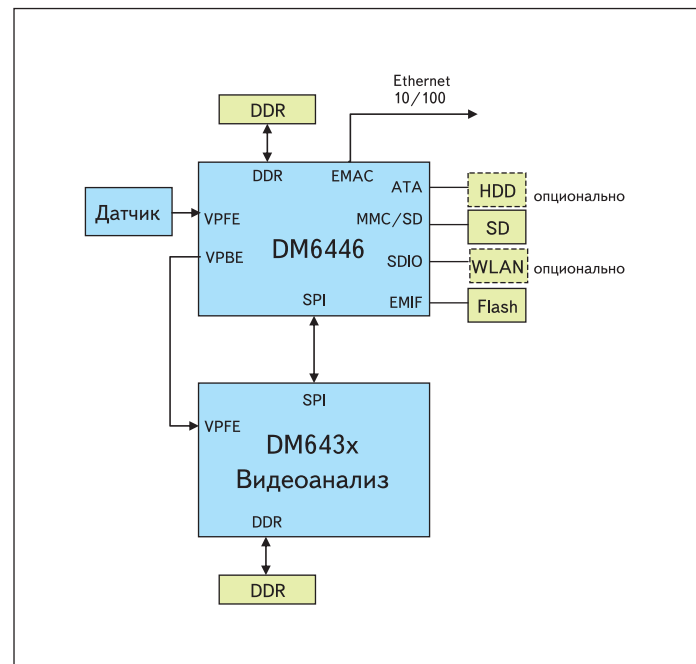 Ethernet
10/100
DDR
DDR
EMAC
ATA
HDD
опционально
Датчик
VPFE
MMC/SD
SD
DM6446
VPBE
SDIO
WLAN
опционально
SPI
EMIF
Flash
SPI
VPFE
DM643x
Видеоанализ
DDR
DDR